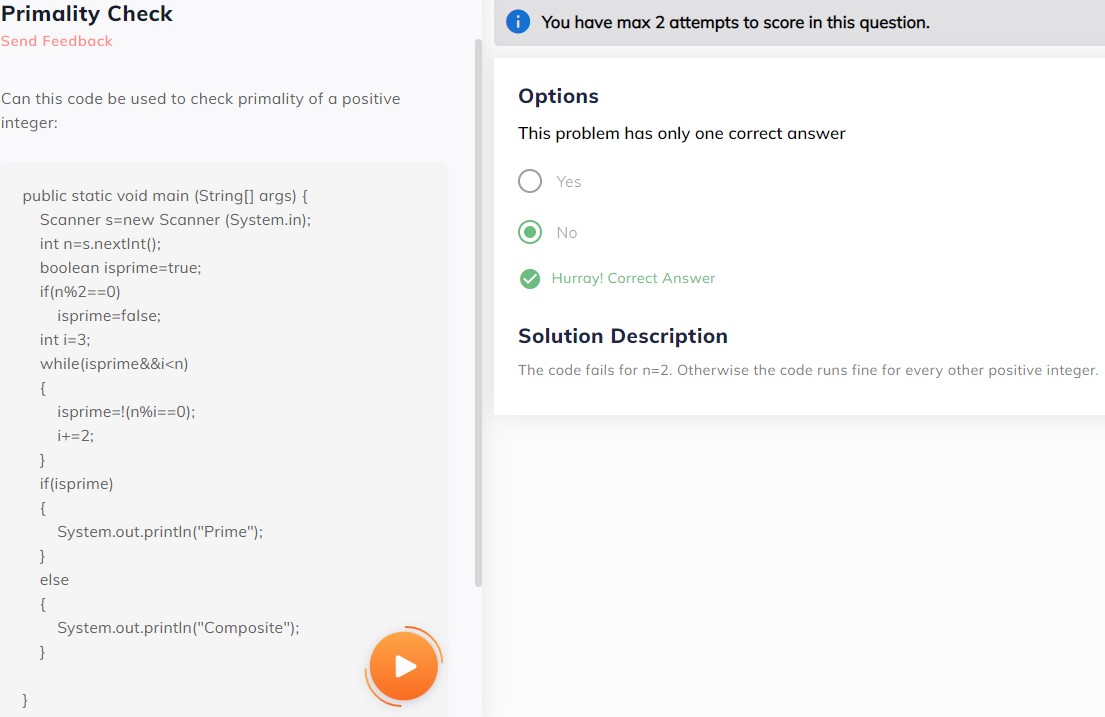 Primality Check
Send Feedback
Can this code be used to check primality of a positive
integer:
public static void main (String[] args) {
Scanner s=new Scanner (System.in);
int n=s.nextInt();
boolean isprime=true;
if(n%2==0)
isprime=false;
int i=3;
while(isprime&&i<n)
{
isprime=!(n%i==0);
i+=2;
}
if(isprime)
{
System.out.println("Prime");
}
else
{
System.out.println("Composite");
}
}
You have max 2 attempts to score in this question.
Options
This problem has only one correct answer
Yes
No
Hurray! Correct Answer
Solution Description
The code fails for n=2. Otherwise the code runs fine for every other positive integer.